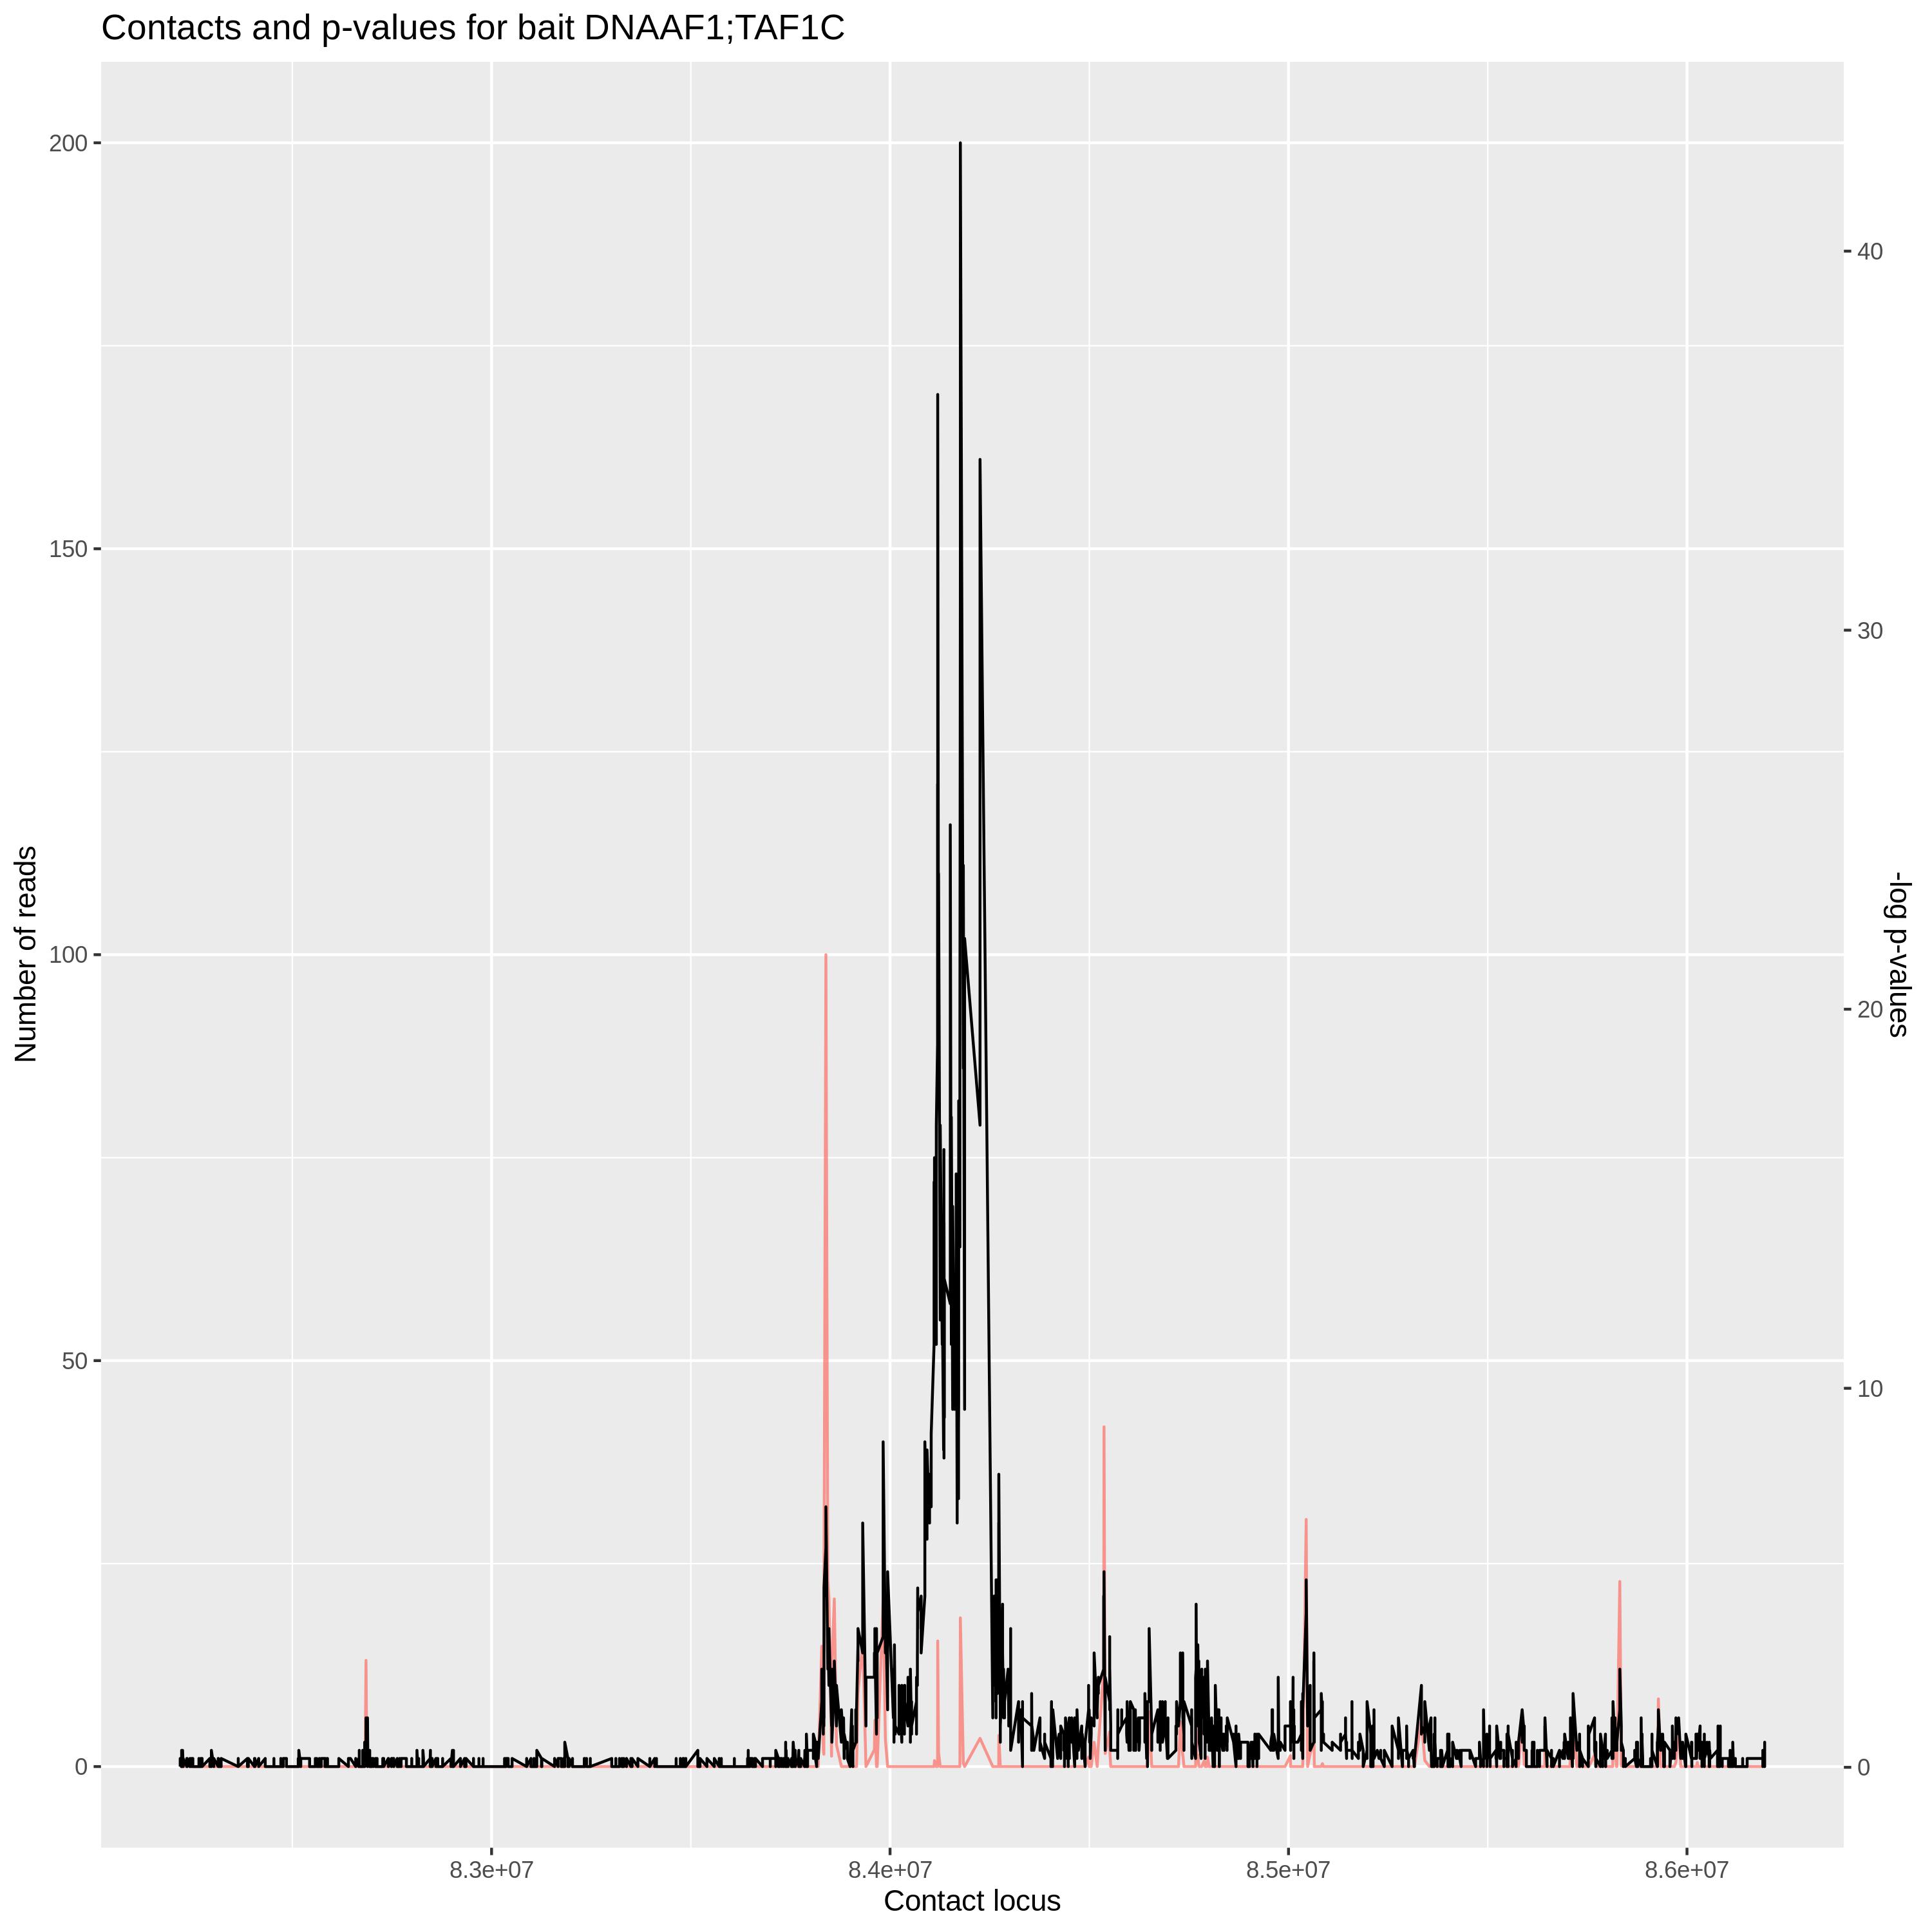 Contacts and p-values for bait DNAAF1;TAF1C
200
150
100
50
0
Number of reads
40
30
20
10
0
-log p-values
8.3e+07
8.4e+07
8.5e+07
8.6e+07
Contact locus